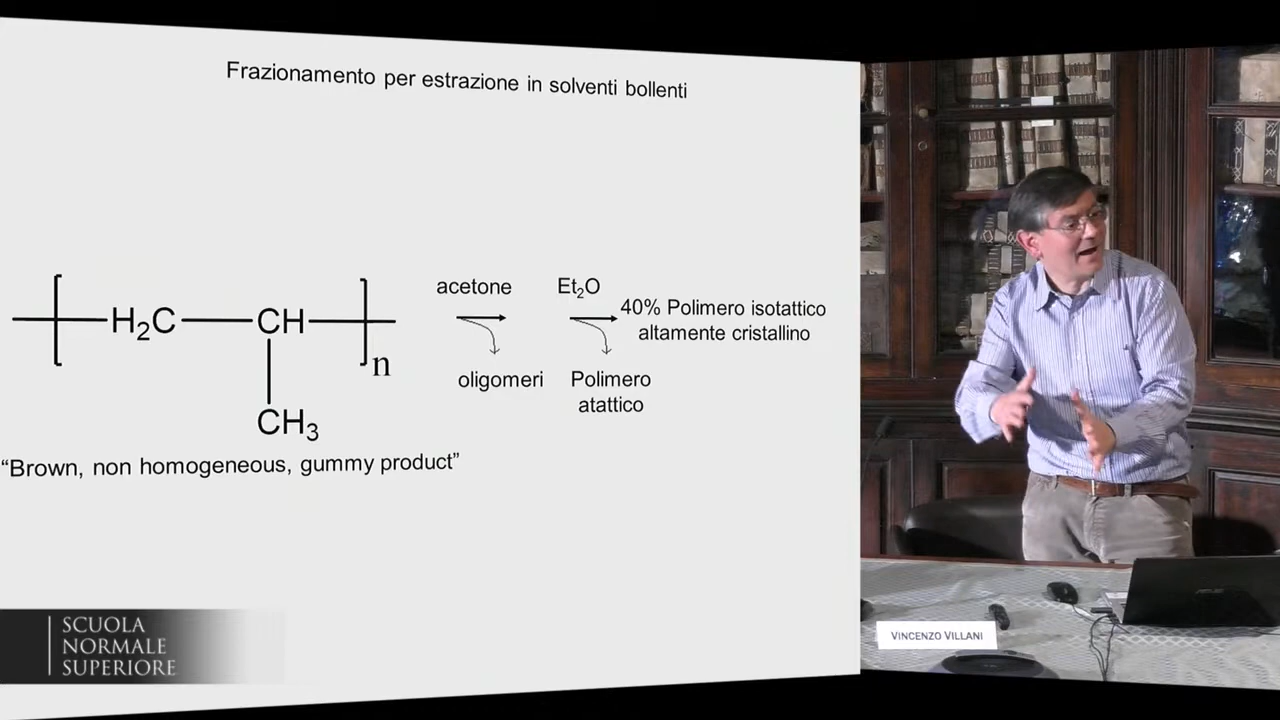 Frazionamento per estrazione in solventi bollenti
H₂C
CH
n
CH₃
acetone
Et₂O
40% Polimero isotattico
altamente cristallino
oligomeri
Polimero
atattico
“Brown, non homogeneous, gummy product”
SCUOLA
NORMALE
SUPERIORE
VINCENZO VILLANI